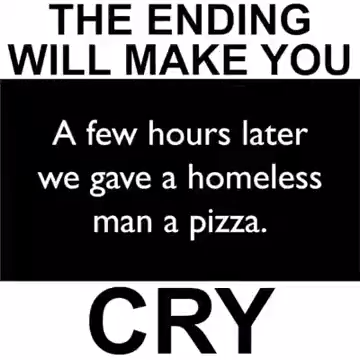 THE ENDING
WILL MAKE YOU
A few hours later
we gave a homeless
man a pizza.
CRY